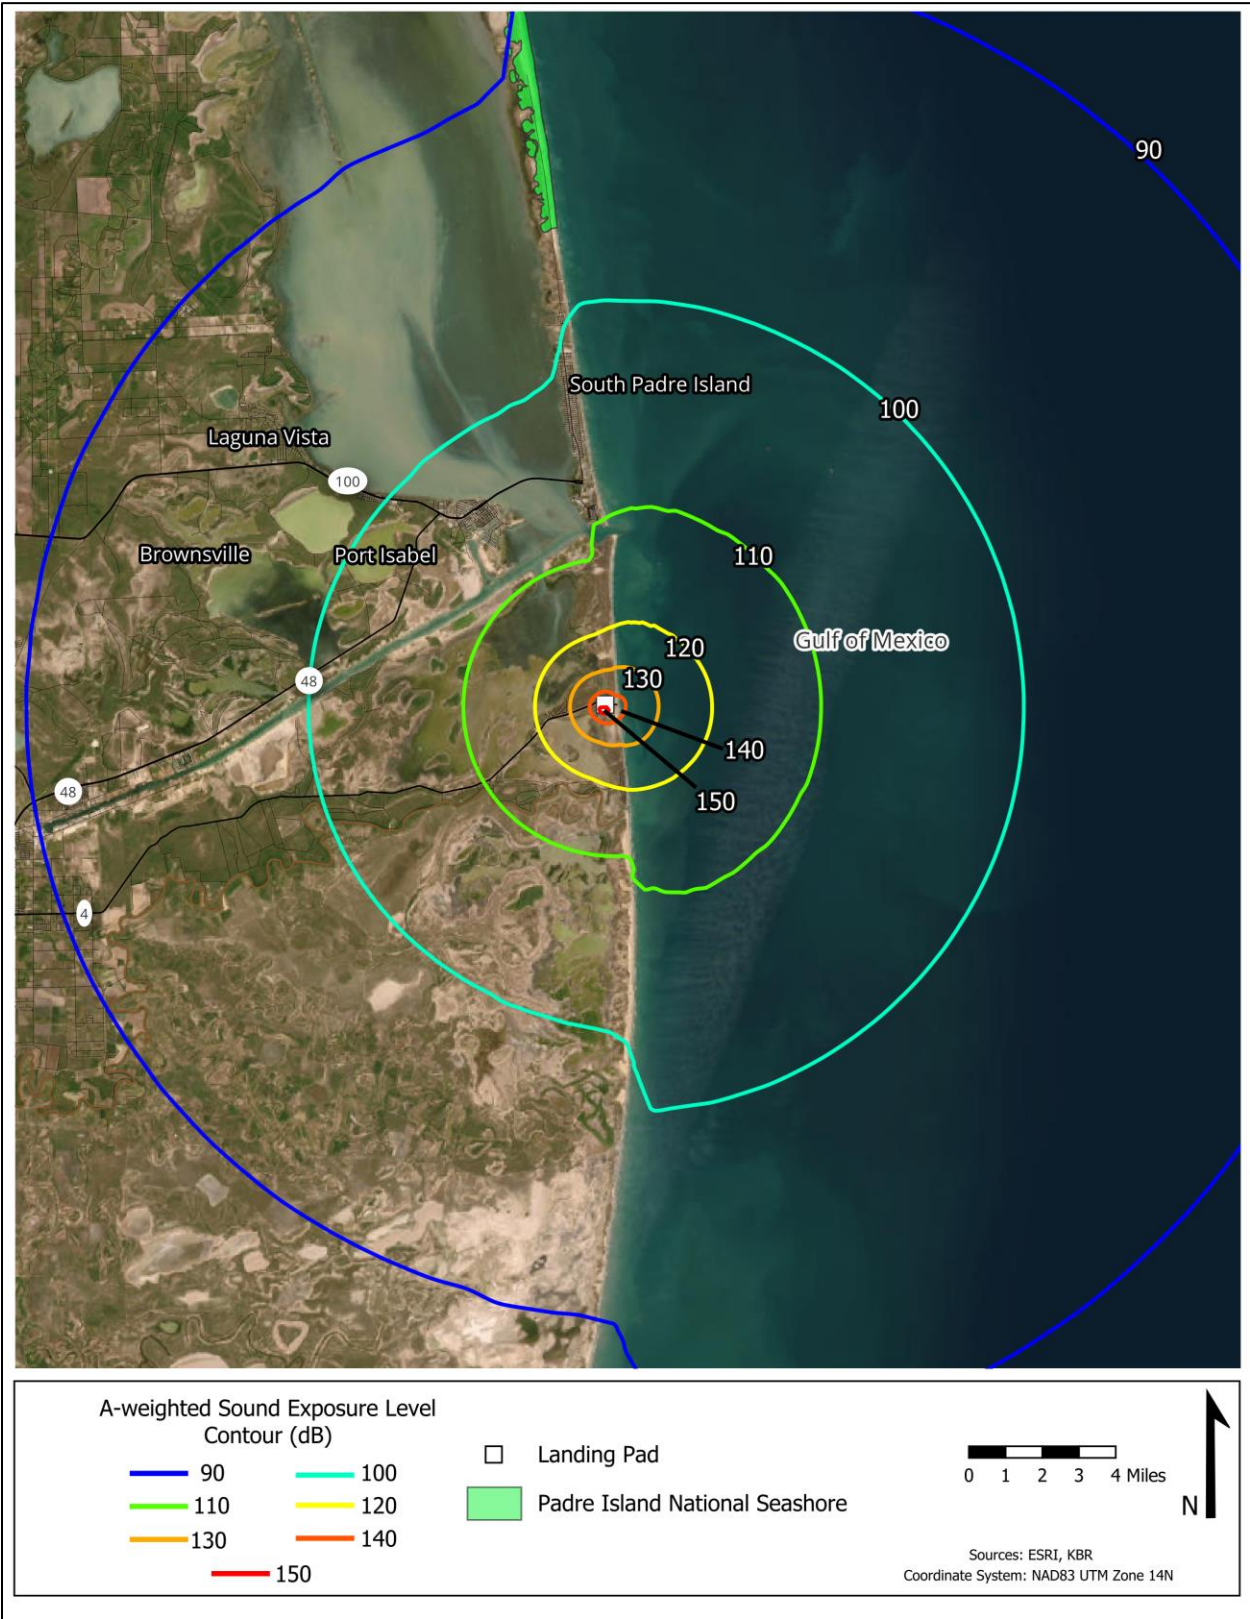 90
South Padre Island
100
Laguna Vista
100
Brownsville
Port Isabel
110
Gulf of Mexico
120
130
48
140
48
150
4
A-weighted Sound Exposure Level
Contour (dB)
90
100
110
120
130
140
150
Landing Pad
Padre Island National Seashore
0 1 2 3 4 Miles
N
Sources: ESRI, KBR
Coordinate System: NAD83 UTM Zone 14N